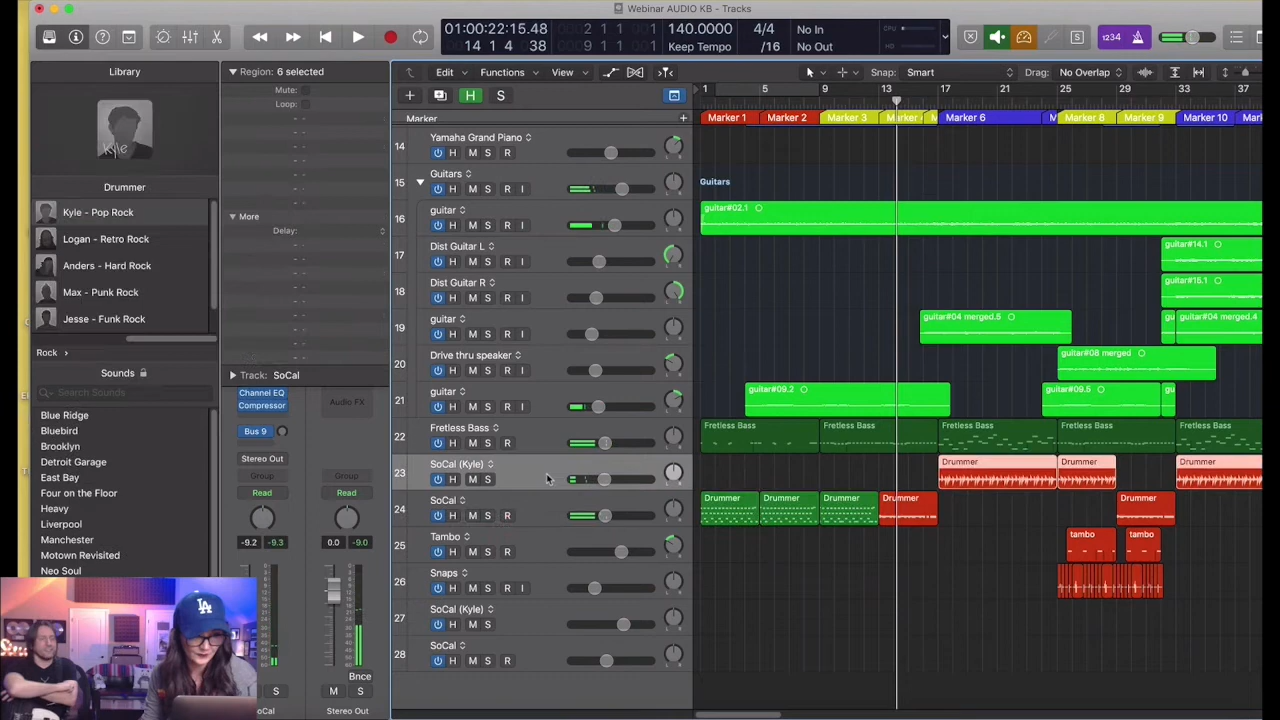 Webinar AUDIO KB - Tracks
01:00:22:15.48
14 1 4 38
2 1 1
9 1 1 1
140.0000
Keep Tempo
4/4
/16
No In
No Out
CPU
HD
1234
Library
Kyle
Drummer
Kyle - Pop Rock
Logan - Retro Rock
Anders - Hard Rock
Max - Punk Rock
Jesse - Funk Rock
Rock
Sounds
Search Sounds
Blue Ridge
Bluebird
Brooklyn
Detroit Garage
East Bay
Four on the Floor
Heavy
Liverpool
Manchester
Motown Revisited
Neo Soul
Region: 6 selected
Mute:
Loop:
More
Delay:
Track: SoCal
Channel EQ
Compressor
Audio FX
Bus 9
Stereo Out
Group
Group
Read
Read
-9.2 -9.3
0.0 -9.0
Bnce
S
M S
oCal
Stereo Out
Edit
Functions
View
Snap: Smart
Drag: No Overlap
H S
1 5 9 13 17 21 25 29 33 37
Marker
Marker 1
Marker 2
Marker 3
Marker 4
M
Marker 6
M
Marker 8
Marker 9
Marker 10
14 Yamaha Grand Piano
H M S R
15 Guitars
H M S R I
Guitars
16 guitar
H M S R I
guitar#02.1
17 Dist Guitar L
H M S R I
guitar#14.1
18 Dist Guitar R
H M S R I
guitar#15.1
19 guitar
H M S R I
guitar#04 merged.5
gu
guitar#04 merged.4
20 Drive thru speaker
H M S R I
guitar#08 merged
21 guitar
H M S R I
guitar#09.2
guitar#09.5
gu
22 Fretless Bass
H M S R
Fretless Bass
Fretless Bass
Fretless Bass
Fretless Bass
Fretless Bass
23 SoCal (Kyle)
H M S
Drummer
Drummer
Drummer
24 SoCal
H M S R
Drummer
Drummer
Drummer
Drummer
Drummer
25 Tambo
H M S R
tambo
tambo
26 Snaps
H M S R I
27 SoCal (Kyle)
H M S
28 SoCal
H M S R
LA